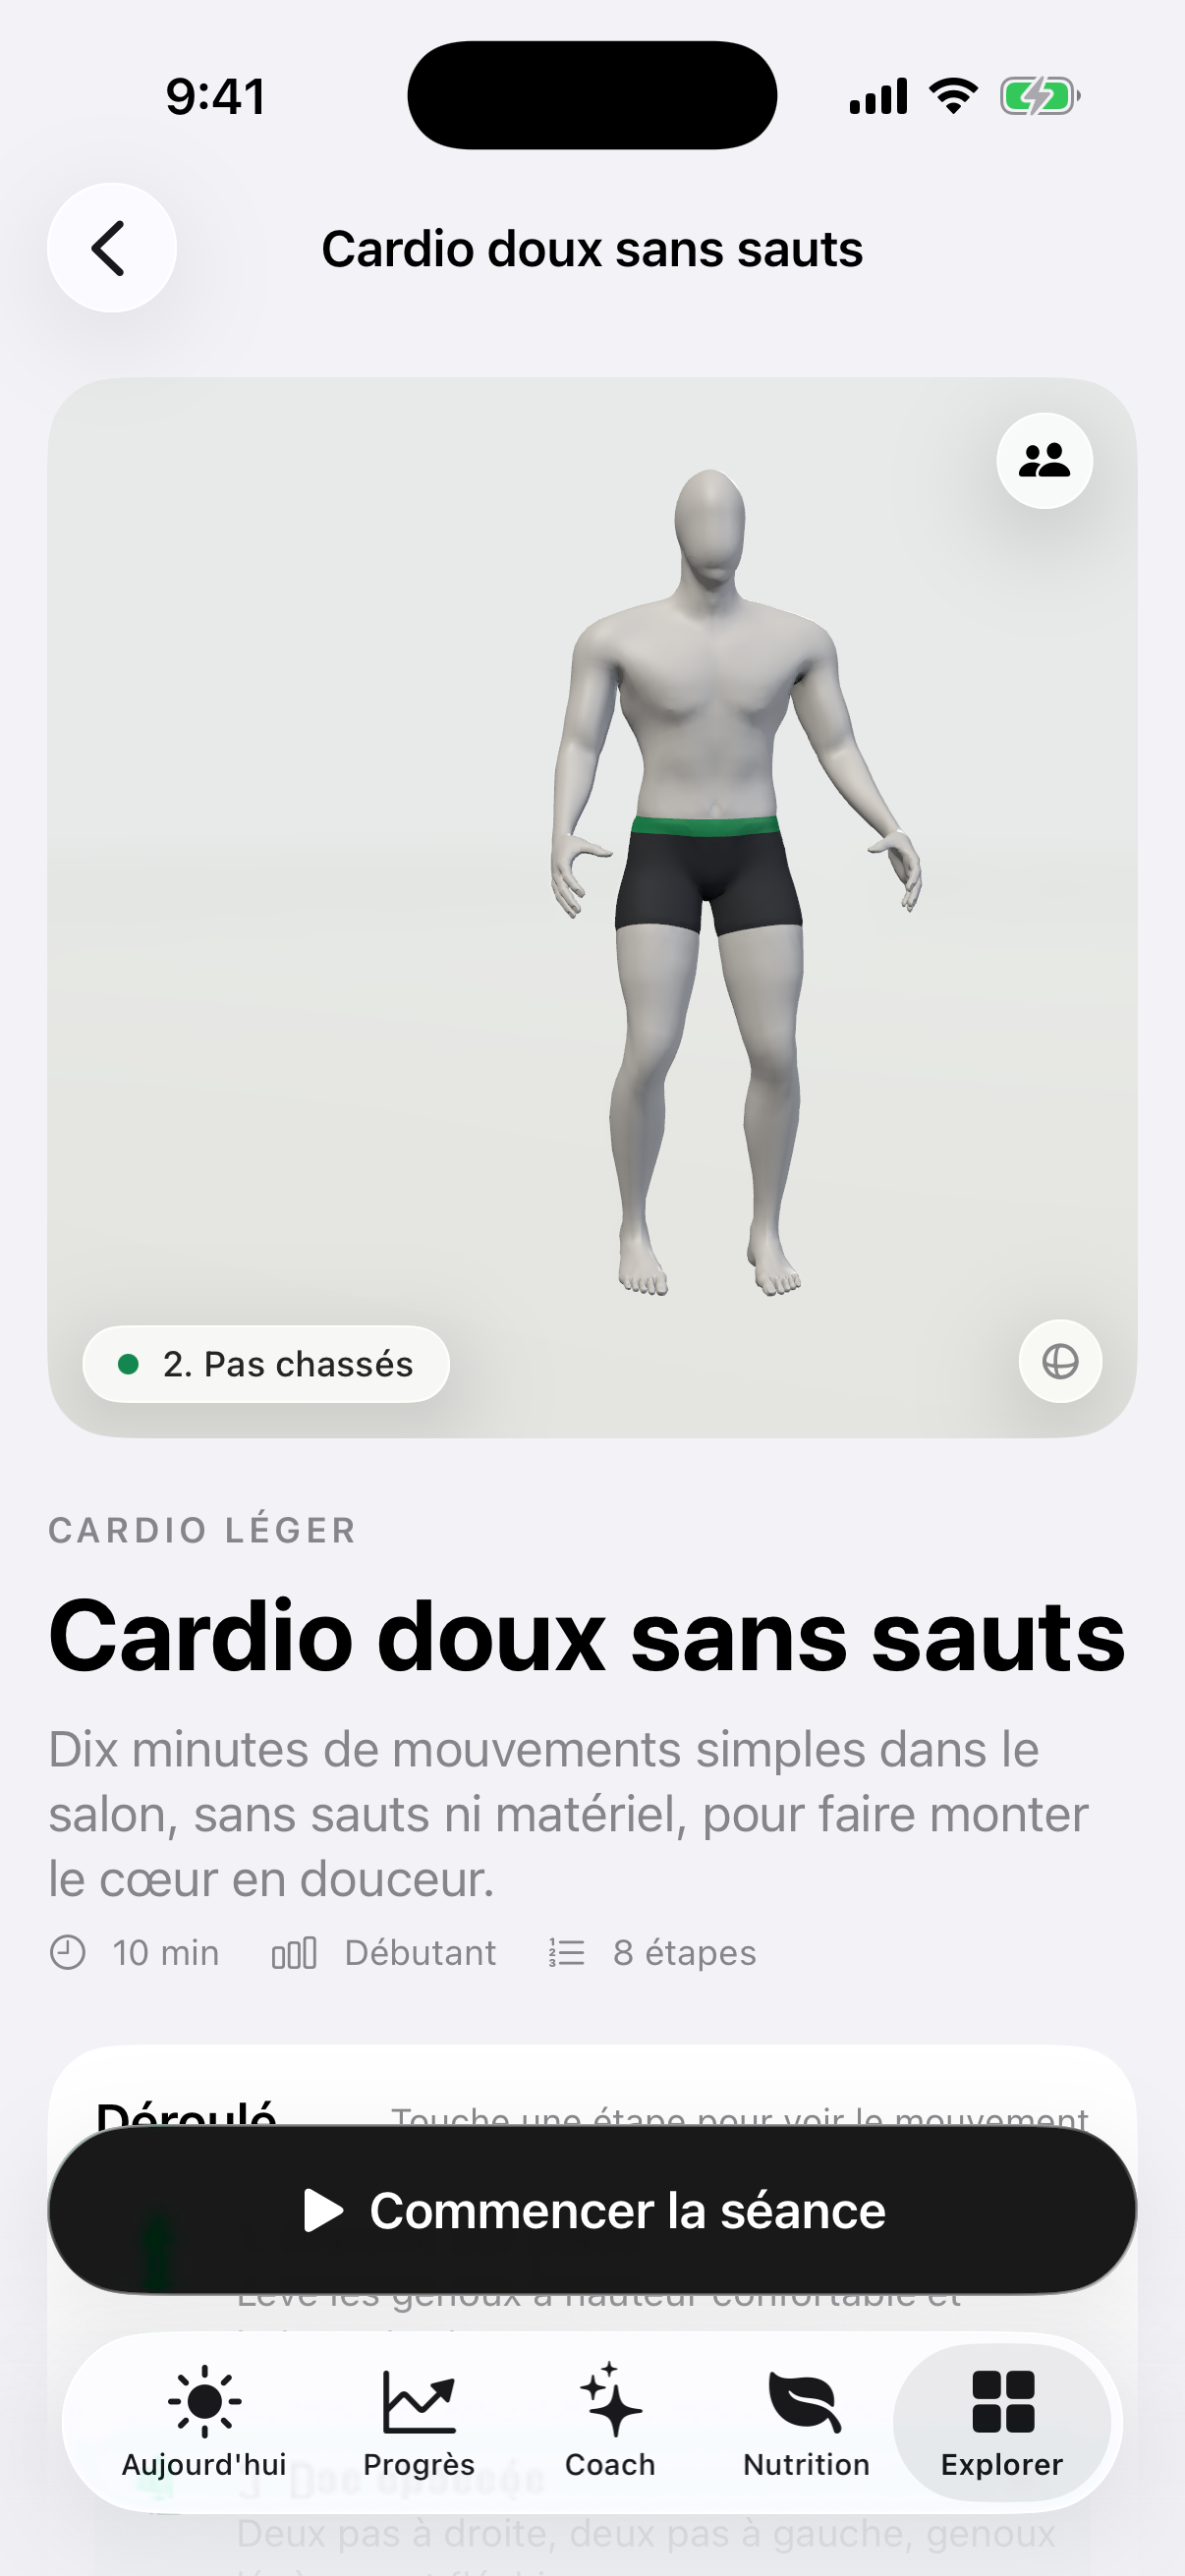 9:41
Cardio doux sans sauts
2. Pas chassés
CARDIO LÉGER
Cardio doux sans sauts
Dix minutes de mouvements simples dans le
salon, sans sauts ni matériel, pour faire monter
le cœur en douceur.
10 min Débutant 8 étapes
Déroulé Touche une étape pour voir le mouvement
Commencer la séance
Lève les genoux à hauteur confortable et
Aujourd'hui Progrès Coach Nutrition Explorer
Deux pas à droite, deux pas à gauche, genoux